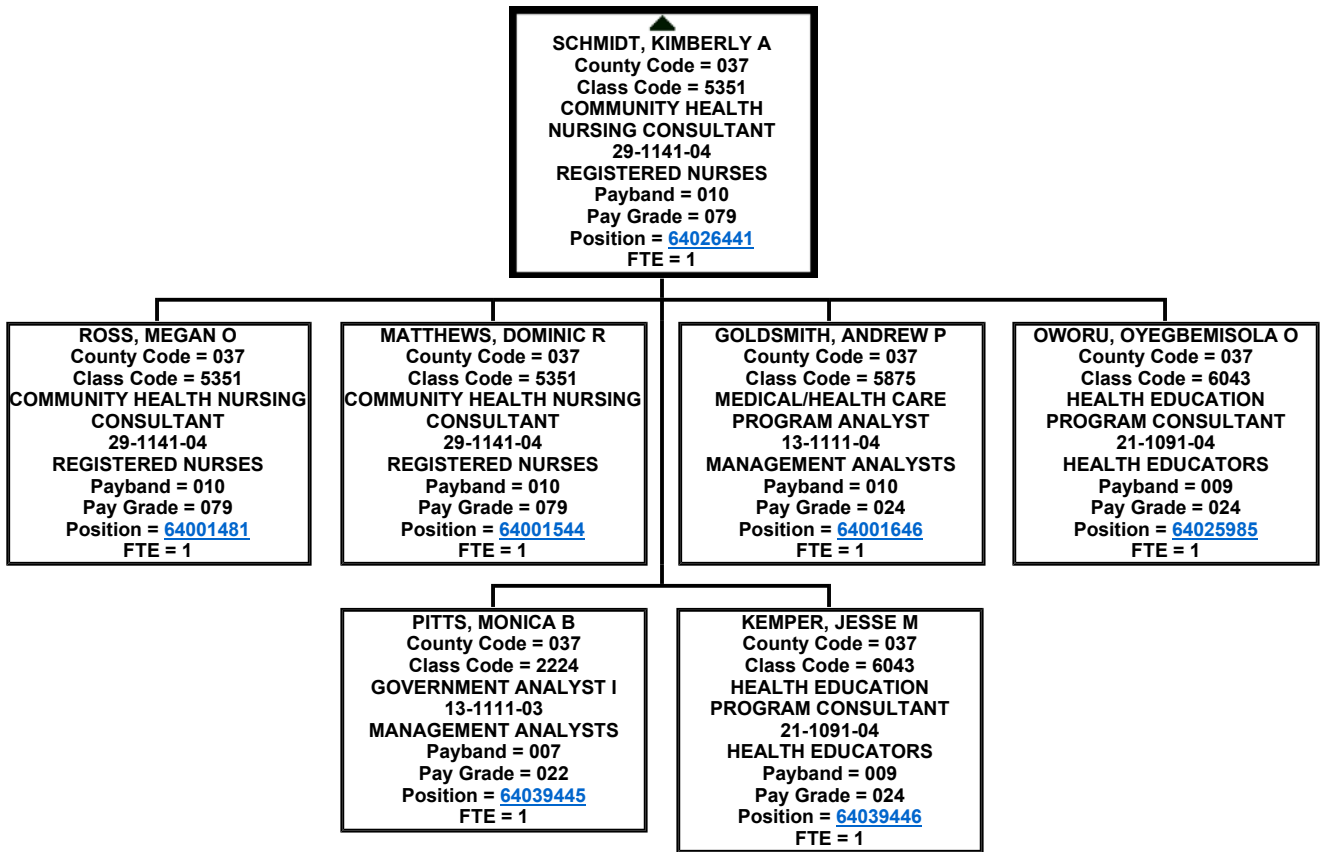 SCHMIDT, KIMBERLY A
County Code = 037
Class Code = 5351
COMMUNITY HEALTH
NURSING CONSULTANT
29-1141-04
REGISTERED NURSES
Payband = 010
Pay Grade = 079
Position = 64026441
FTE = 1
ROSS, MEGAN O
County Code = 037
Class Code = 5351
COMMUNITY HEALTH NURSING
CONSULTANT
29-1141-04
REGISTERED NURSES
Payband = 010
Pay Grade = 079
Position = 64001481
FTE = 1
MATTHEWS, DOMINIC R
County Code = 037
Class Code = 5351
COMMUNITY HEALTH NURSING
CONSULTANT
29-1141-04
REGISTERED NURSES
Payband = 010
Pay Grade = 079
Position = 64001544
FTE = 1
GOLDSMITH, ANDREW P
County Code = 037
Class Code = 5875
MEDICAL/HEALTH CARE
PROGRAM ANALYST
13-1111-04
MANAGEMENT ANALYSTS
Payband = 010
Pay Grade = 024
Position = 64001646
FTE = 1
OWORU, OYEGBEMISOLA O
County Code = 037
Class Code = 6043
HEALTH EDUCATION
PROGRAM CONSULTANT
21-1091-04
HEALTH EDUCATORS
Payband = 009
Pay Grade = 024
Position = 64025985
FTE = 1
PITTS, MONICA B
County Code = 037
Class Code = 2224
GOVERNMENT ANALYST I
13-1111-03
MANAGEMENT ANALYSTS
Payband = 007
Pay Grade = 022
Position = 64039445
FTE = 1
KEMPER, JESSE M
County Code = 037
Class Code = 6043
HEALTH EDUCATION
PROGRAM CONSULTANT
21-1091-04
HEALTH EDUCATORS
Payband = 009
Pay Grade = 024
Position = 64039446
FTE = 1